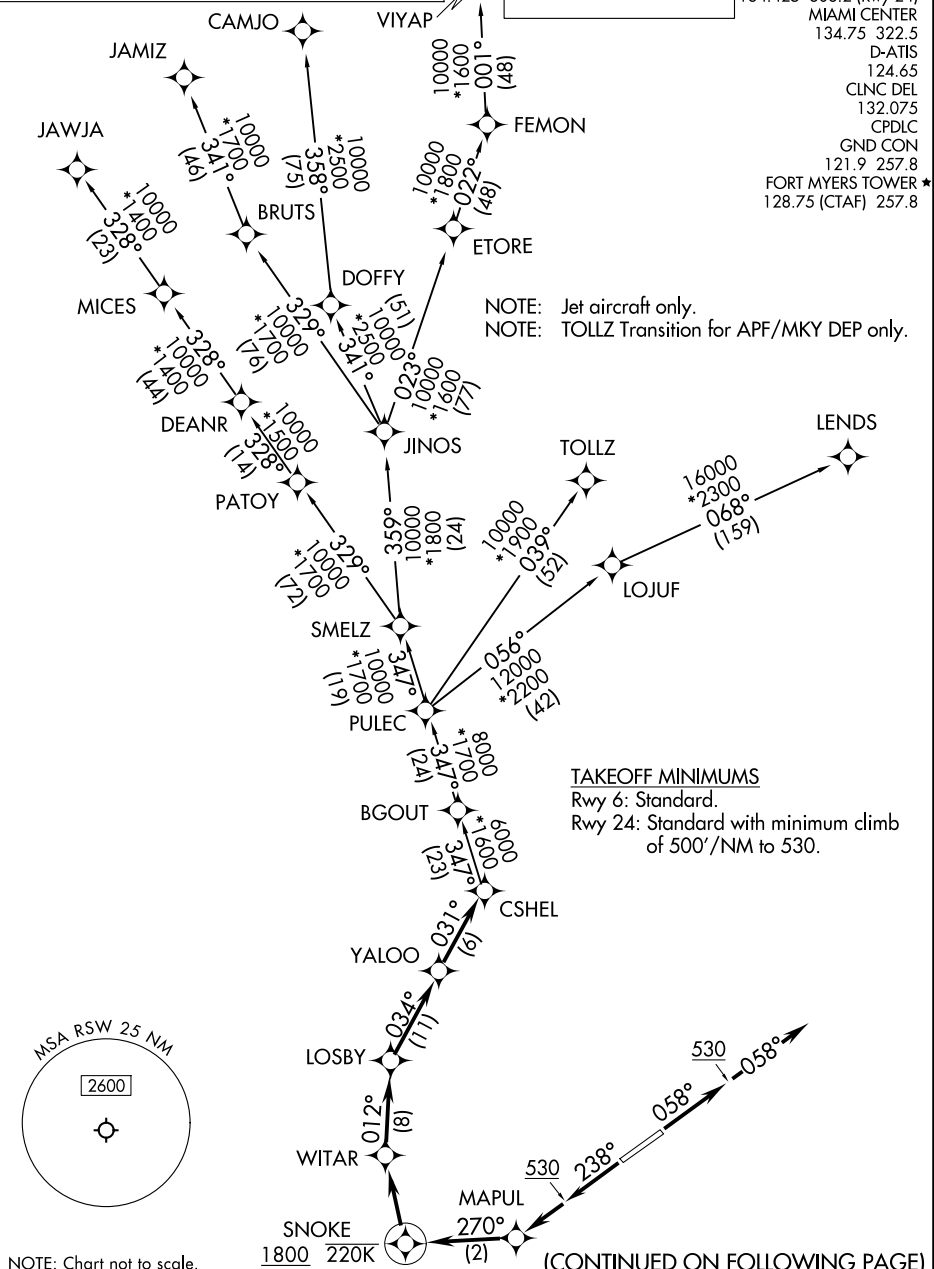 MIAMI CENTER
134.75 322.5
D-ATIS
124.65
CLNC DEL
132.075
CPDLC
GND CON
121.9 257.8
FORT MYERS TOWER ★
128.75 (CTAF) 257.8
VIYAP
10000
*1600
001°
(48)
FEMON
10000
*1800
022°
(48)
ETORE
CAMJO
10000
*2500
358°
(75)
DOFFY
JAMIZ
10000
*1700
341°
(46)
BRUTS
JAWJA
10000
*1400
328°
(23)
MICES
328°
10000
*1400
(44)
DEANR
10000
*1500
328°
(14)
PATOY
329°
10000
*1700
(76)
(51)
10000
*2500
341°
023°
10000
*1600
(77)
JINOS
NOTE: Jet aircraft only.
NOTE: TOLLZ Transition for APF/MKY DEP only.
TOLLZ
LENDS
16000
*2300
068°
(159)
LOJUF
10000
*1900
039°
(52)
359°
10000
*1800
(24)
329°
10000
*1700
(72)
SMELZ
056°
12000
*2200
(42)
347°
10000
*1700
(19)
PULEC
8000
*1700
347°
(24)
BGOUT
6000
*1600
347°
(23)
CSHEL
TAKEOFF MINIMUMS
Rwy 6: Standard.
Rwy 24: Standard with minimum climb
of 500'/NM to 530.
031°
(6)
YALOO
034°
(11)
LOSBY
012°
(8)
WITAR
MSA RSW 25 NM
2600
530
058°
058°
238°
530
MAPUL
270°
(2)
SNOKE
1800 220K
NOTE: Chart not to scale.
(CONTINUED ON FOLLOWING PAGE)